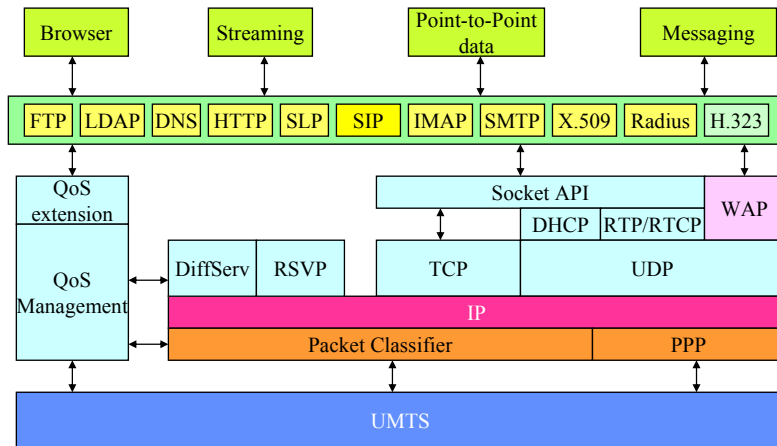 Browser
Streaming
Point-to-Point
data
Messaging
FTP LDAP DNS HTTP SLP SIP IMAP SMTP X.509 Radius H.323
QoS
extension
Socket API
WAP
DHCP RTP/RTCP
QoS
Management
DiffServ RSVP TCP UDP
IP
Packet Classifier PPP
UMTS